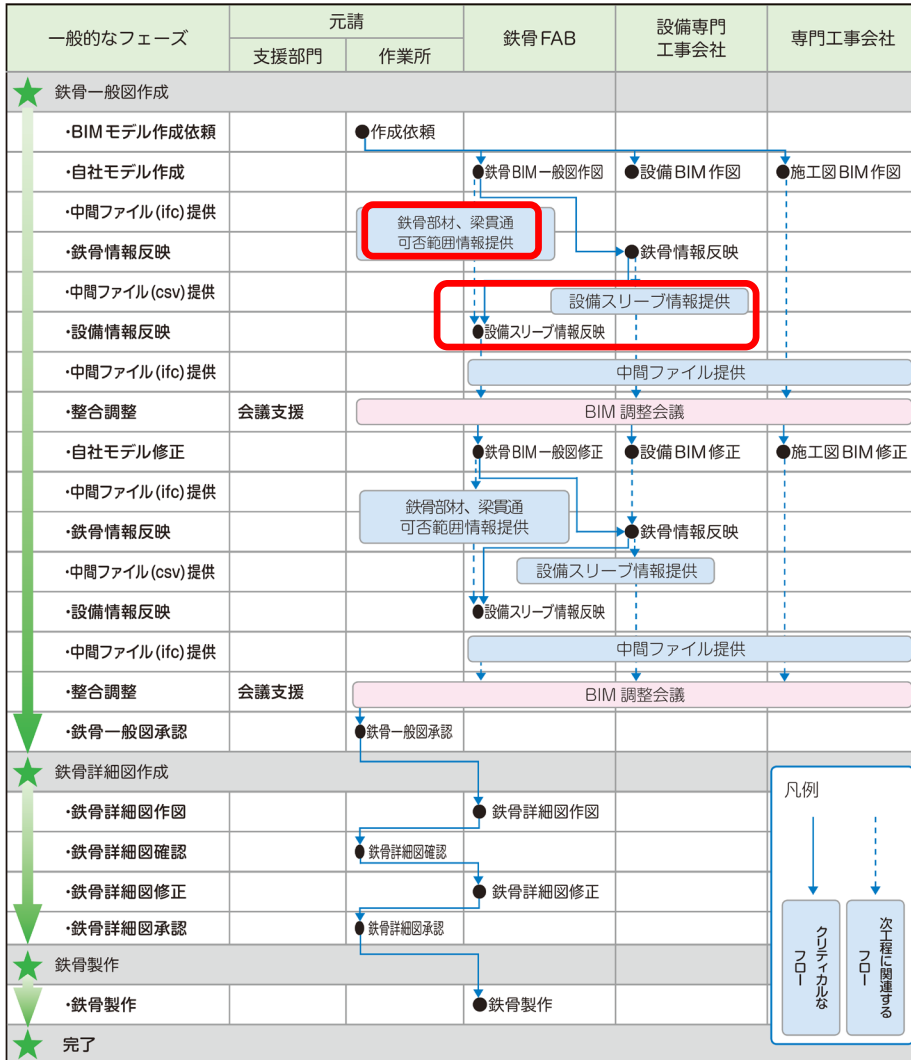 一般的なフェーズ
元請
支援部門
作業所
鉄骨FAB
設備専門
工事会社
専門工事会社
鉄骨一般図作成
・BIMモデル作成依頼
作成依頼
・自社モデル作成
鉄骨BIM一般図作図
設備BIM作図
施工図BIM作図
・中間ファイル(ifc)提供
鉄骨部材、梁貫通
可否範囲情報提供
・鉄骨情報反映
鉄骨情報反映
・中間ファイル(csv)提供
設備スリーブ情報提供
・設備情報反映
設備スリーブ情報反映
・中間ファイル(ifc)提供
中間ファイル提供
・整合調整
会議支援
BIM調整会議
・自社モデル修正
鉄骨BIM一般図修正
設備BIM修正
施工図BIM修正
・中間ファイル(ifc)提供
鉄骨部材、梁貫通
可否範囲情報提供
・鉄骨情報反映
鉄骨情報反映
・中間ファイル(csv)提供
設備スリーブ情報提供
・設備情報反映
設備スリーブ情報反映
・中間ファイル(ifc)提供
中間ファイル提供
・整合調整
会議支援
BIM調整会議
・鉄骨一般図承認
鉄骨一般図承認
鉄骨詳細図作成
・鉄骨詳細図作図
鉄骨詳細図作図
・鉄骨詳細図確認
鉄骨詳細図確認
・鉄骨詳細図修正
鉄骨詳細図修正
・鉄骨詳細図承認
鉄骨詳細図承認
鉄骨製作
・鉄骨製作
鉄骨製作
完了
凡例
クリティカルな
フロー
次工程に関連する
フロー